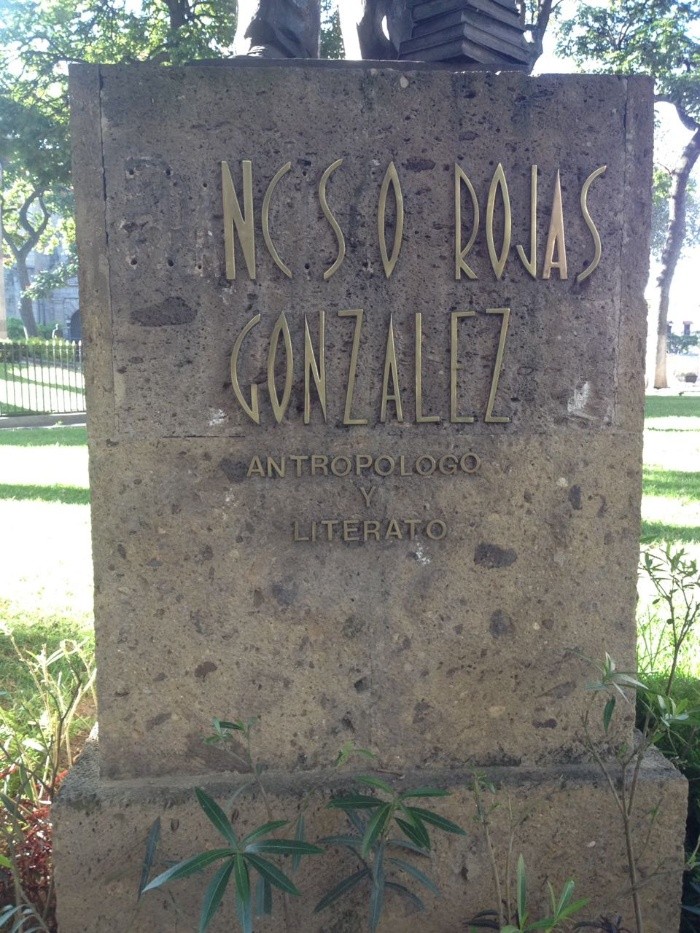 NCS O ROJAS
GONZALEZ
ANTROPOLOGO
Y
LITERATO